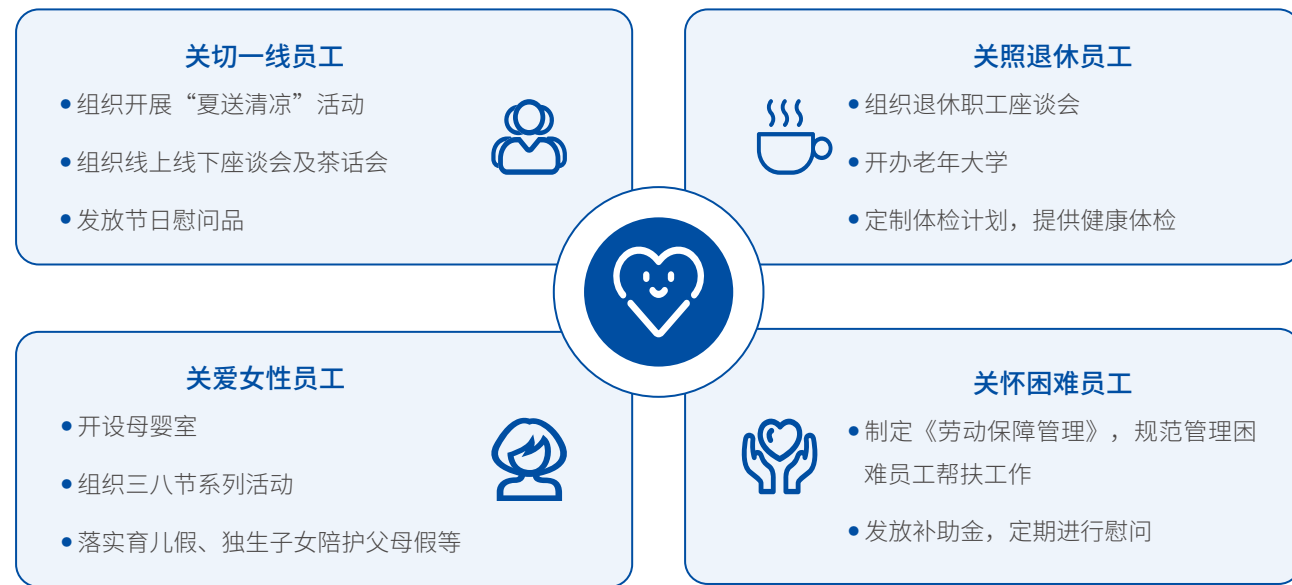 关切一线员工
组织开展“夏送清凉”活动
组织线上线下座谈会及茶话会
发放节日慰问品
关照退休员工
组织退休职工座谈会
开办老年大学
定制体检计划，提供健康体检
关爱女性员工
开设母婴室
组织三八节系列活动
落实育儿假、独生子女陪护父母假等
关怀困难员工
制定《劳动保障管理》，规范管理困
难员工帮扶工作
发放补助金，定期进行慰问